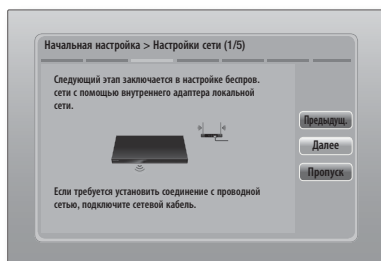 Начальная настройка > Настройки сети (1/5)
Следующий этап заключается в настройке беспров.
сети с помощью внутреннего адаптера локальной
сети.
Предыдущ.
Далее
Пропуск
Если требуется установить соединение с проводной
сетью, подключите сетевой кабель.